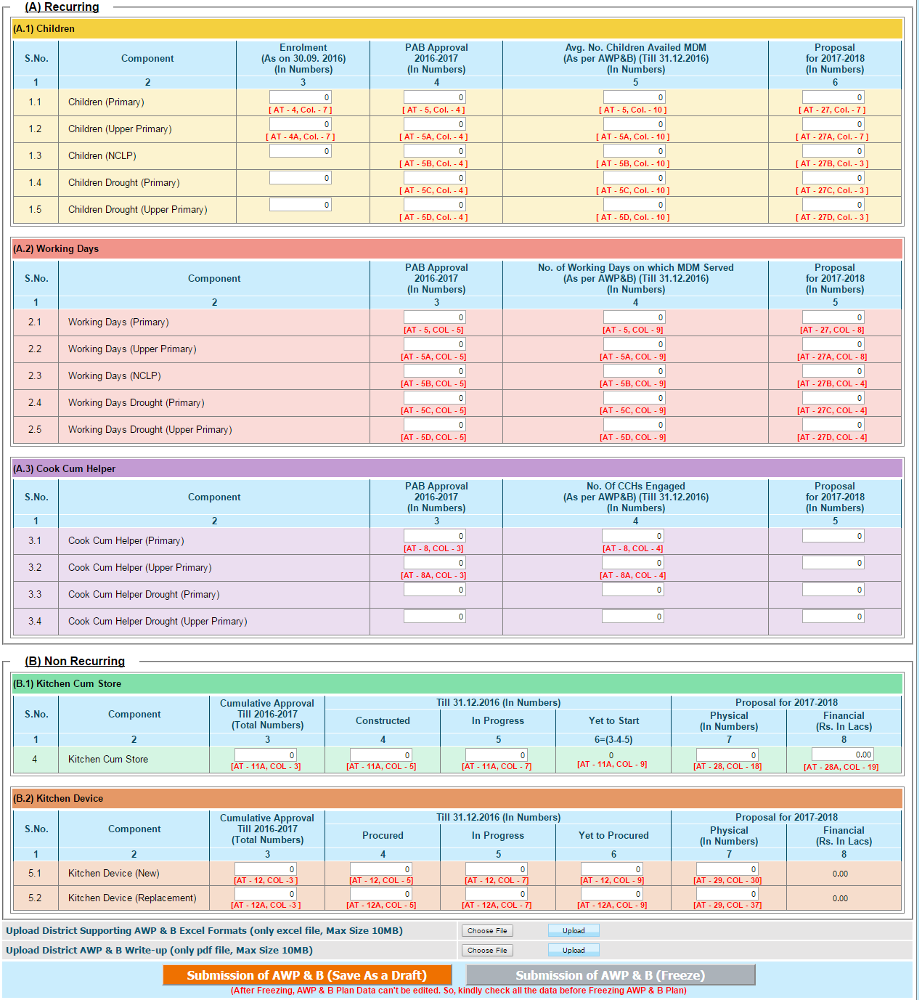 (A) Recurring
(A.1) Children
S.No. Component Enrolment (As on 30.09. 2016) (In Numbers) PAB Approval 2016-2017 (In Numbers) Avg. No. Children Availed MDM (As per AWP&B) (Till 31.12.2016) (In Numbers) Proposal for 2017-2018 (In Numbers)
1 2 3 4 5 6
1.1 Children (Primary) 0 0 0 0
[ AT - 4, Col. - 7 ] [ AT - 5, Col. - 4 ] [ AT - 5, Col. - 10 ] [ AT - 27, Col. - 7 ]
1.2 Children (Upper Primary) 0 0 0 0
[ AT - 4A, Col. - 7 ] [ AT - 5A, Col. - 4 ] [ AT - 5A, Col. - 10 ] [ AT - 27A, Col. - 7 ]
1.3 Children (NCLP) 0 0 0 0
[ AT - 5B, Col. - 4 ] [ AT - 5B, Col. - 10 ] [ AT - 27B, Col. - 3 ]
1.4 Children Drought (Primary) 0 0 0 0
[ AT - 5C, Col. - 4 ] [ AT - 5C, Col. - 10 ] [ AT - 27C, Col. - 3 ]
1.5 Children Drought (Upper Primary) 0 0 0 0
[ AT - 5D, Col. - 4 ] [ AT - 5D, Col. - 10 ] [ AT - 27D, Col. - 3 ]
(A.2) Working Days
S.No. Component PAB Approval 2016-2017 (In Numbers) No. of Working Days on which MDM Served (As per AWP&B) (Till 31.12.2016) (In Numbers) Proposal for 2017-2018 (In Numbers)
1 2 3 4 5
2.1 Working Days (Primary) 0 0 0
[AT - 5, COL - 5] [AT - 5, COL - 9] [AT - 27, COL - 8]
2.2 Working Days (Upper Primary) 0 0 0
[AT - 5A, COL - 5] [AT - 5A, COL - 9] [AT - 27A, COL - 8]
2.3 Working Days (NCLP) 0 0 0
[AT - 5B, COL - 5] [AT - 5B, COL - 9] [AT - 27B, COL - 4]
2.4 Working Days Drought (Primary) 0 0 0
[AT - 5C, COL - 5] [AT - 5C, COL - 9] [AT - 27C, COL - 4]
2.5 Working Days Drought (Upper Primary) 0 0 0
[AT - 5D, COL - 5] [AT - 5D, COL - 9] [AT - 27D, COL - 4]
(A.3) Cook Cum Helper
S.No. Component PAB Approval 2016-2017 (In Numbers) No. Of CCHs Engaged (As per AWP&B) (Till 31.12.2016) (In Numbers) Proposal for 2017-2018 (In Numbers)
1 2 3 4 5
3.1 Cook Cum Helper (Primary) 0 0 0
[AT - 8, COL - 3] [AT - 8, COL - 4]
3.2 Cook Cum Helper (Upper Primary) 0 0 0
[AT - 8A, COL - 3] [AT - 8A, COL - 4]
3.3 Cook Cum Helper Drought (Primary) 0 0 0
3.4 Cook Cum Helper Drought (Upper Primary) 0 0 0
(B) Non Recurring
(B.1) Kitchen Cum Store
S.No. Component Cumulative Approval Till 2016-2017 (Total Numbers) Till 31.12.2016 (In Numbers) Proposal for 2017-2018
Constructed In Progress Yet to Start Physical (In Numbers) Financial (Rs. In Lacs)
1 2 3 4 5 6=(3-4-5) 7 8
4 Kitchen Cum Store 0 0 0 0 0 0.00
[AT - 11A, COL - 3] [AT - 11A, COL - 5] [AT - 11A, COL - 7] [AT - 11A, COL - 9] [AT - 28, COL - 18] [AT - 28A, COL - 19]
(B.2) Kitchen Device
S.No. Component Cumulative Approval Till 2016-2017 (Total Numbers) Till 31.12.2016 (In Numbers) Proposal for 2017-2018
Procured In Progress Yet to Procured Physical (In Numbers) Financial (Rs. In Lacs)
1 2 3 4 5 6 7 8
5.1 Kitchen Device (New) 0 0 0 0 0 0.00
[AT - 12, COL -3 ] [AT - 12, COL - 5] [AT - 12, COL - 7] [AT - 12, COL - 9] [AT - 29, COL - 30]
5.2 Kitchen Device (Replacement) 0 0 0 0 0 0.00
[AT - 12A, COL -3 ] [AT - 12A, COL - 5] [AT - 12A, COL - 7] [AT - 12A, COL - 9] [AT - 29, COL - 37]
Upload District Supporting AWP & B Excel Formats (only excel file, Max Size 10MB) Choose File Upload
Upload District AWP & B Write-up (only pdf file, Max Size 10MB) Choose File Upload
Submission of AWP & B (Save As a Draft) Submission of AWP & B (Freeze)
(After Freezing, AWP & B Plan Data can't be edited. So, kindly check all the data before Freezing AWP & B Plan)